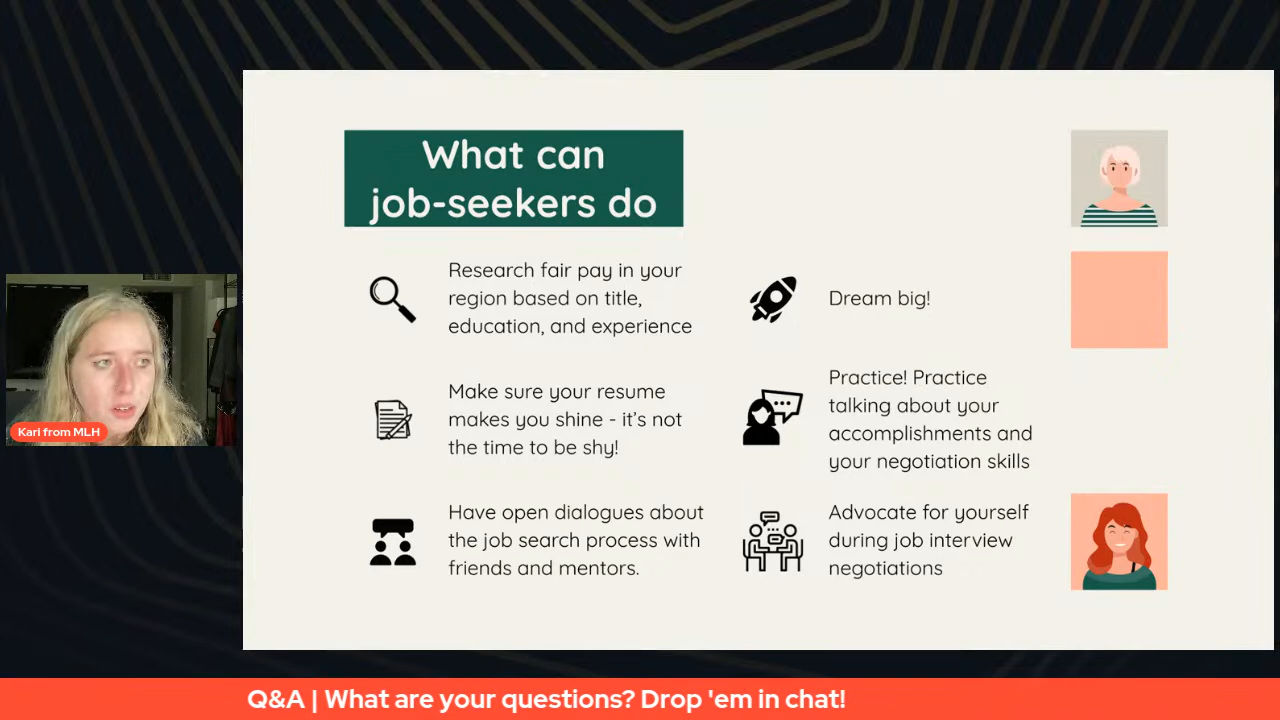 What can
job-seekers do
Research fair pay in your
region based on title,
education, and experience
Dream big!
Make sure your resume
makes you shine - it's not
the time to be shy!
Practice! Practice
talking about your
accomplishments and
your negotiation skills
Have open dialogues about
the job search process with
friends and mentors.
Advocate for yourself
during job interview
negotiations
Karl from MLH
Q&A | What are your questions? Drop 'em in chat!